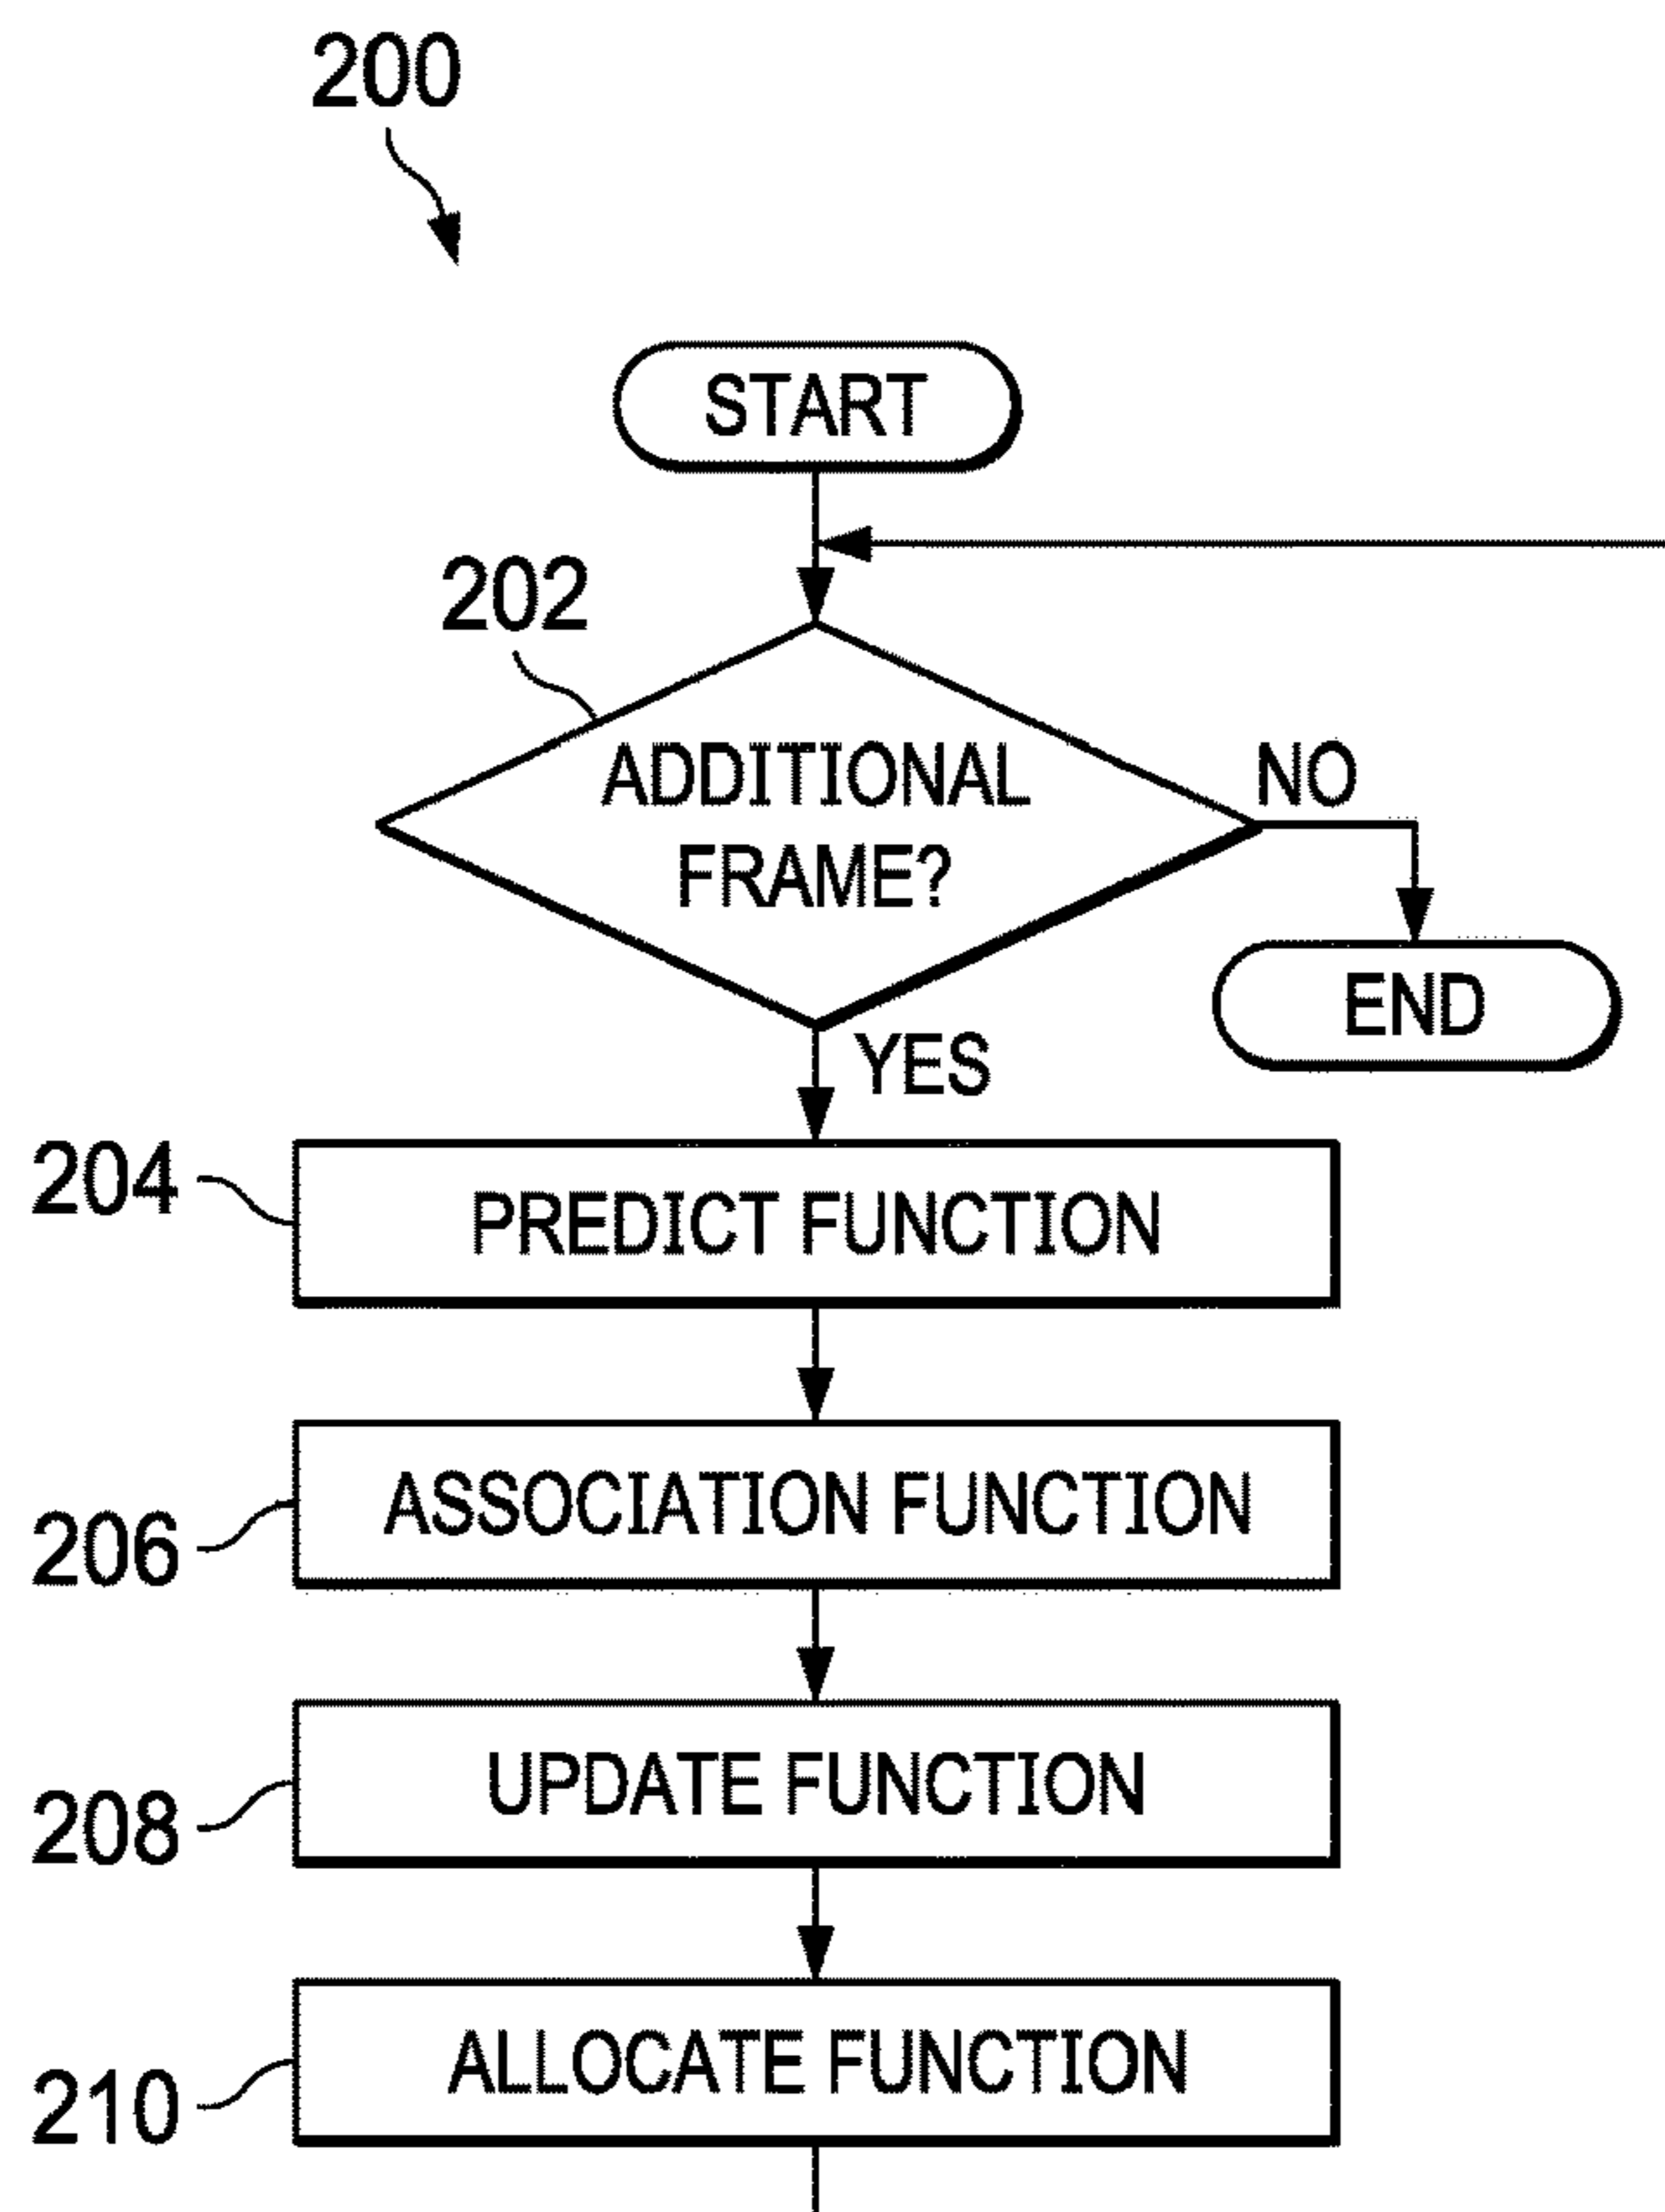 200
START
202
ADDITIONAL
FRAME?
NO
END
YES
204
PREDICT FUNCTION
206
ASSOCIATION FUNCTION
208
UPDATE FUNCTION
210
ALLOCATE FUNCTION